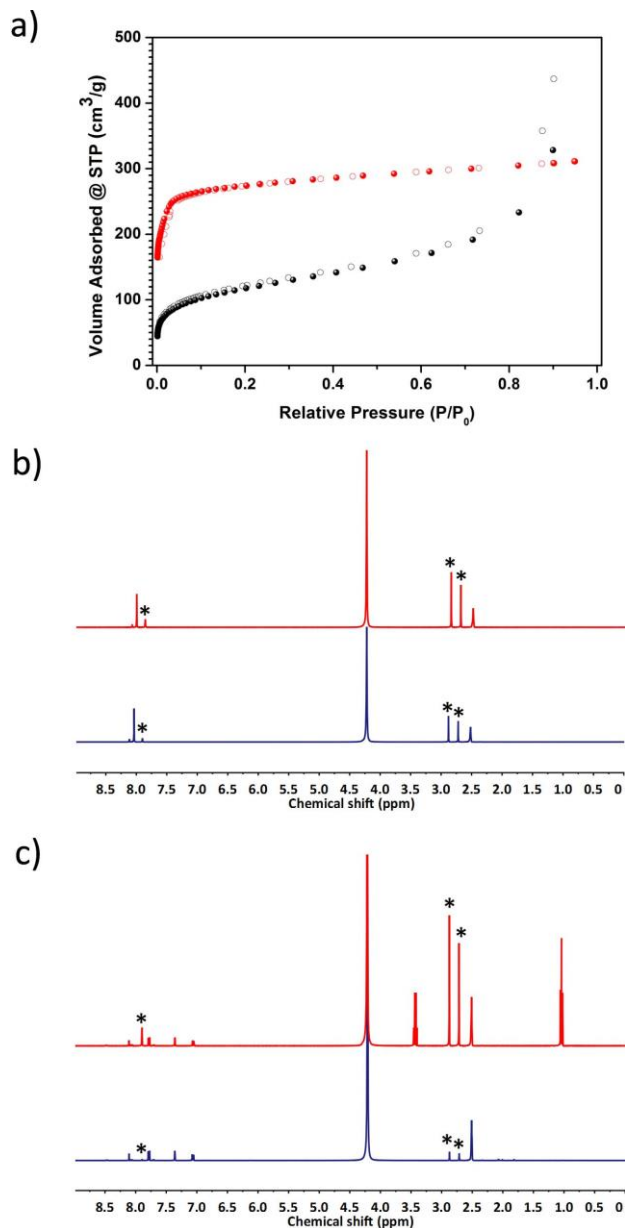 a)
Volume Adsorbed @ STP (cm³/g)
500
400
300
200
100
0
0.0 0.2 0.4 0.6 0.8 1.0
Relative Pressure (P/P₀)
b)
* * *
* * *
8.5 8.0 7.5 7.0 6.5 6.0 5.5 5.0 4.5 4.0 3.5 3.0 2.5 2.0 1.5 1.0 0.5 0
Chemical shift (ppm)
c)
* * *
* * *
8.5 8.0 7.5 7.0 6.5 6.0 5.5 5.0 4.5 4.0 3.5 3.0 2.5 2.0 1.5 1.0 0.5 0
Chemical shift (ppm)